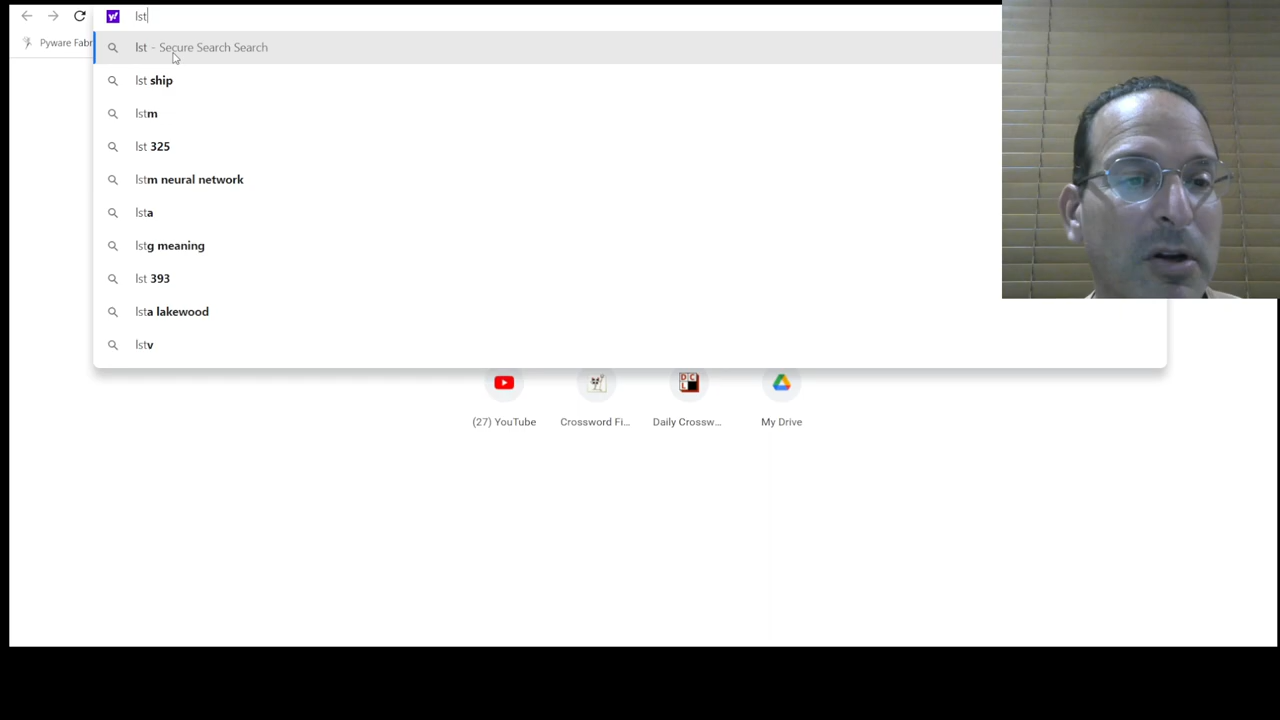 y!
lst
Pyware Fabr
lst - Secure Search Search
lst ship
lstm
lst 325
lstm neural network
lsta
lstg meaning
lst 393
lsta lakewood
lstv
(27) YouTube
Crossword Fi...
Daily Crossw...
My Drive